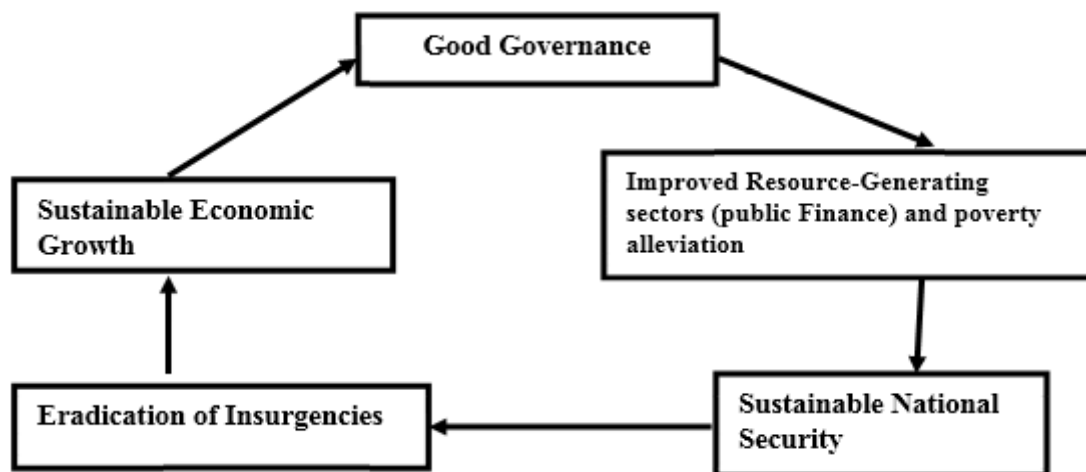 Good Governance
Improved Resource-Generating
sectors (public Finance) and poverty
alleviation
Sustainable Economic
Growth
Eradication of Insurgencies
Sustainable National
Security